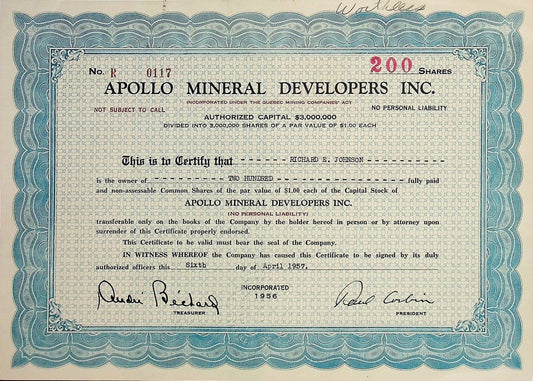 Worthless
No. R 0117
200 SHARES
APOLLO MINERAL DEVELOPERS INC.
INCORPORATED UNDER THE QUEBEC MINING COMPANIES' ACT
NOT SUBJECT TO CALL
NO PERSONAL LIABILITY
AUTHORIZED CAPITAL $3,000,000
DIVIDED INTO 3,000,000 SHARES OF A PAR VALUE OF $1.00 EACH
This is to Certify that - - - - - - - RICHARD E. JOHNSON - - - - - - - - - - -
is the owner of - - - - - - - - - - - TWO HUNDRED - - - - - - - - - - - - - - - - - - - - fully paid
and non-assessable Common Shares of the par value of $1.00 each of the Capital Stock of
APOLLO MINERAL DEVELOPERS INC.
(NO PERSONAL LIABILITY)
transferable only on the books of the Company by the holder hereof in person or by attorney upon
surrender of this Certificate properly endorsed.
This Certificate to be valid must bear the seal of the Company.
IN WITNESS WHEREOF the Company has caused this Certificate to be signed by its duly
authorized officers this Sixth day of April 1957.
INCORPORATED
1956
André Béchard
TREASURER
Paul Corbin
PRESIDENT